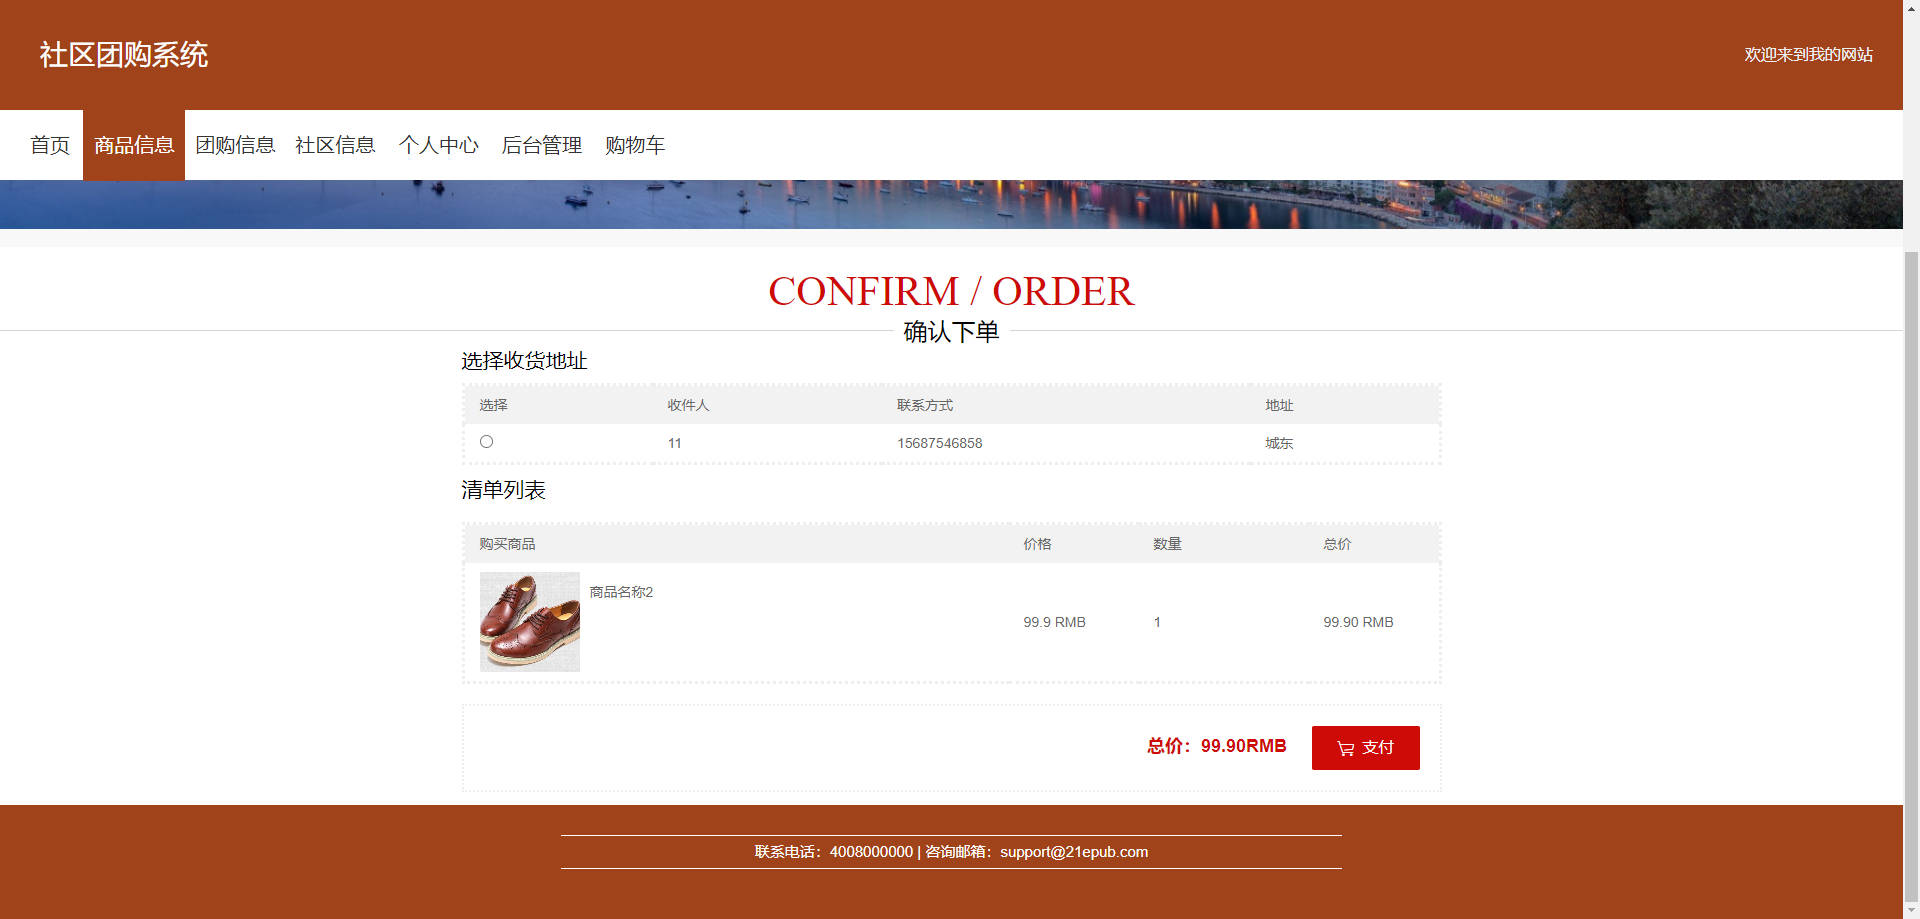 社区团购系统
欢迎来到我的网站
首页 商品信息 团购信息 社区信息 个人中心 后台管理 购物车
CONFIRM / ORDER
确认下单
选择收货地址
选择 收件人 联系方式 地址
11 15687546858 城东
清单列表
购买商品 价格 数量 总价
商品名称2
99.9 RMB 1 99.90 RMB
总价：99.90RMB 支付
联系电话：4008000000 | 咨询邮箱：support@21epub.com